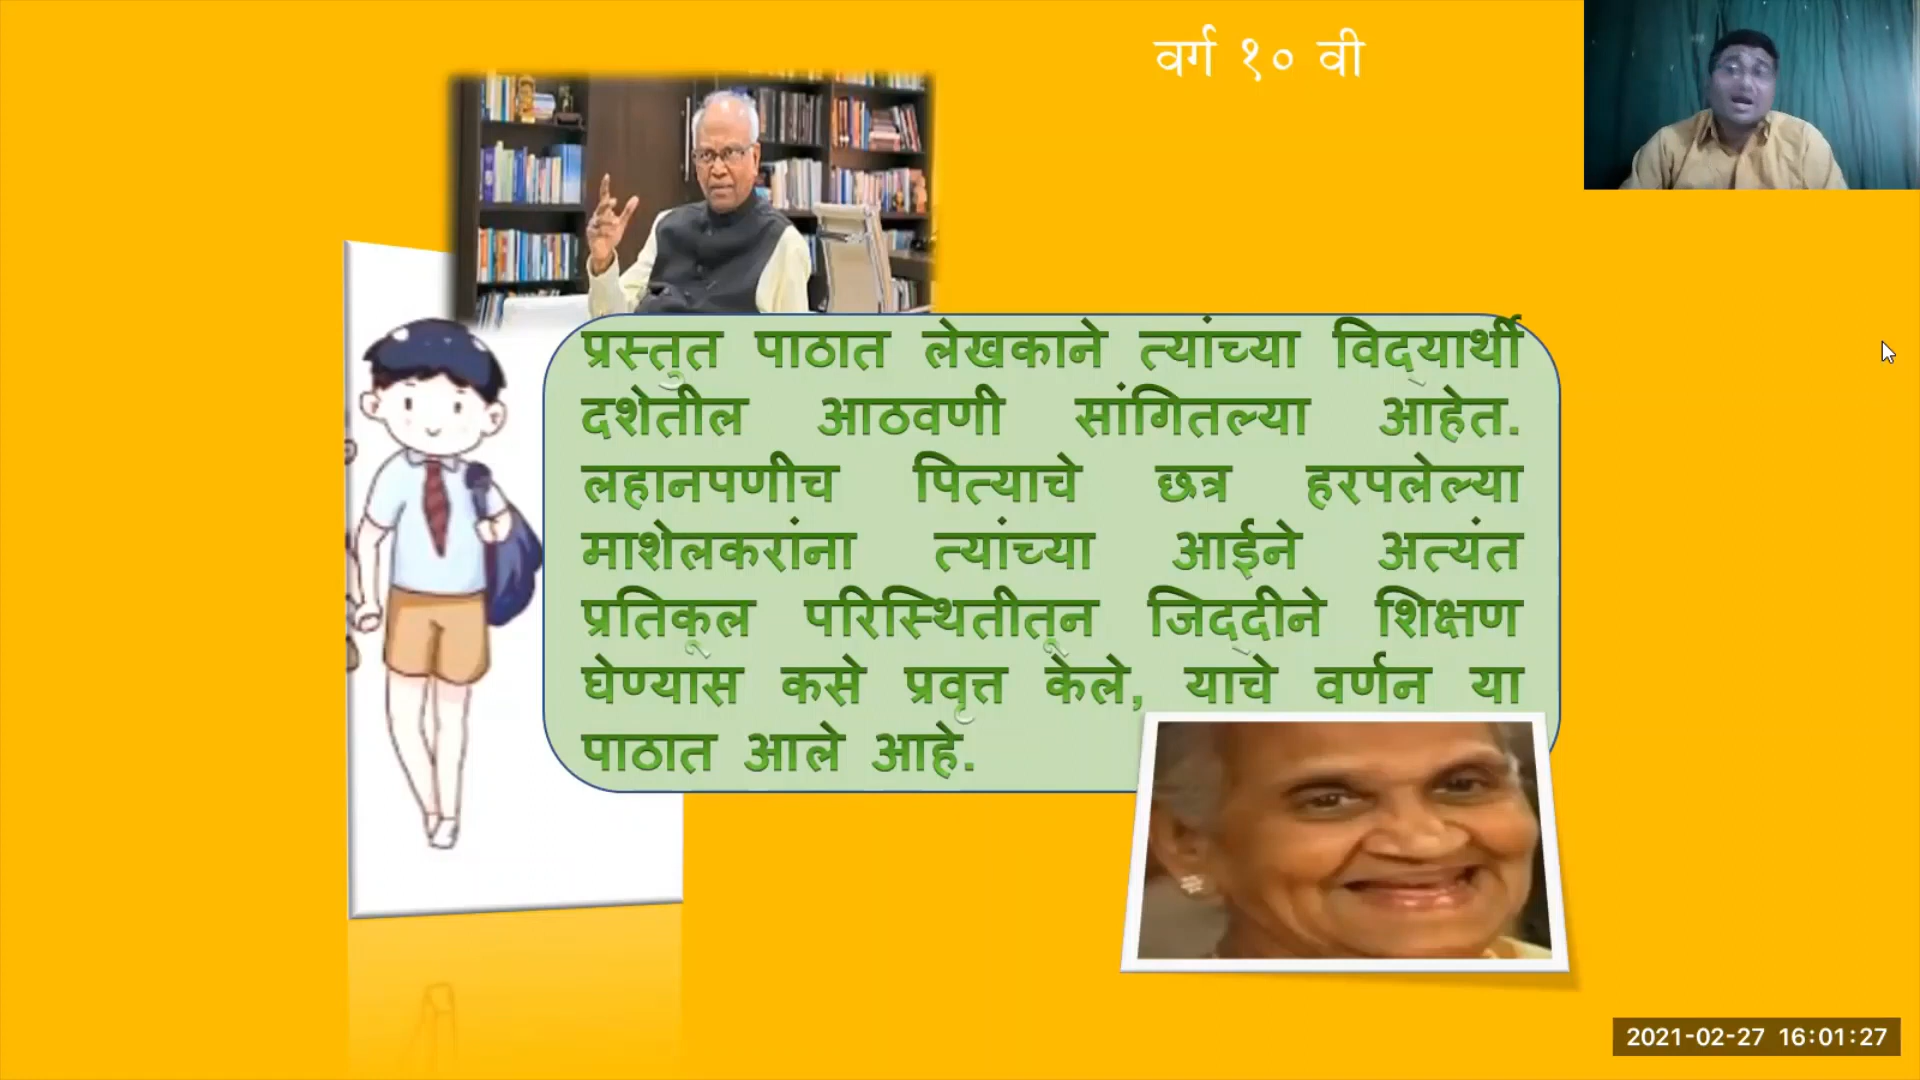 वर्ग १० वी
प्रस्तुत पाठात लेखकाने त्यांच्या विद्‌यार्थी
दशेतील आठवणी सांगितल्या आहेत.
लहानपणीच पित्याचे छत्र हरपलेल्या
माशेलकरांना त्यांच्या आईने अत्यंत
प्रतिकूल परिस्थितीतून जिद्‌दीने शिक्षण
घेण्यास कसे प्रवृत्त केले, याचे वर्णन या
पाठात आले आहे.
2021-02-27 16:01:27